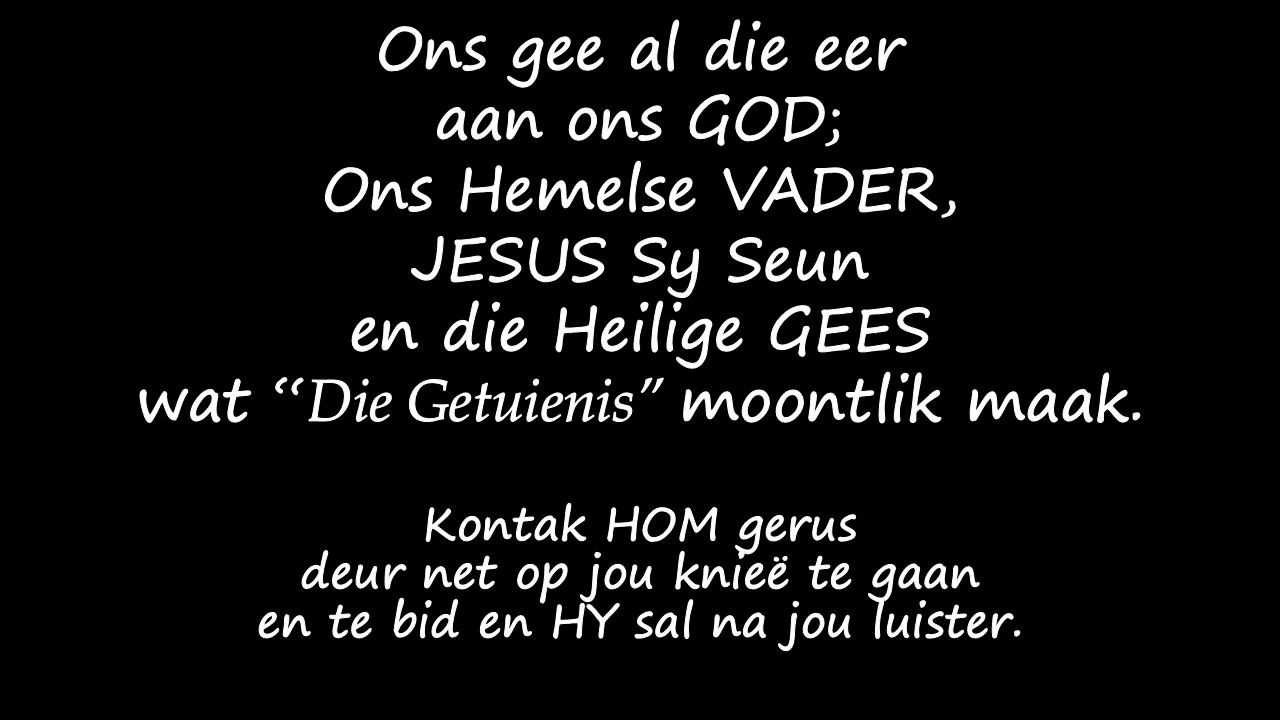 Ons gee al die eer
aan ons GOD;
Ons Hemelse VADER,
JESUS Sy Seun
en die Heilige GEES
wat “Die Getuienis” moontlik maak.
Kontak HOM gerus
deur net op jou knieë te gaan
en te bid en HY sal na jou luister.